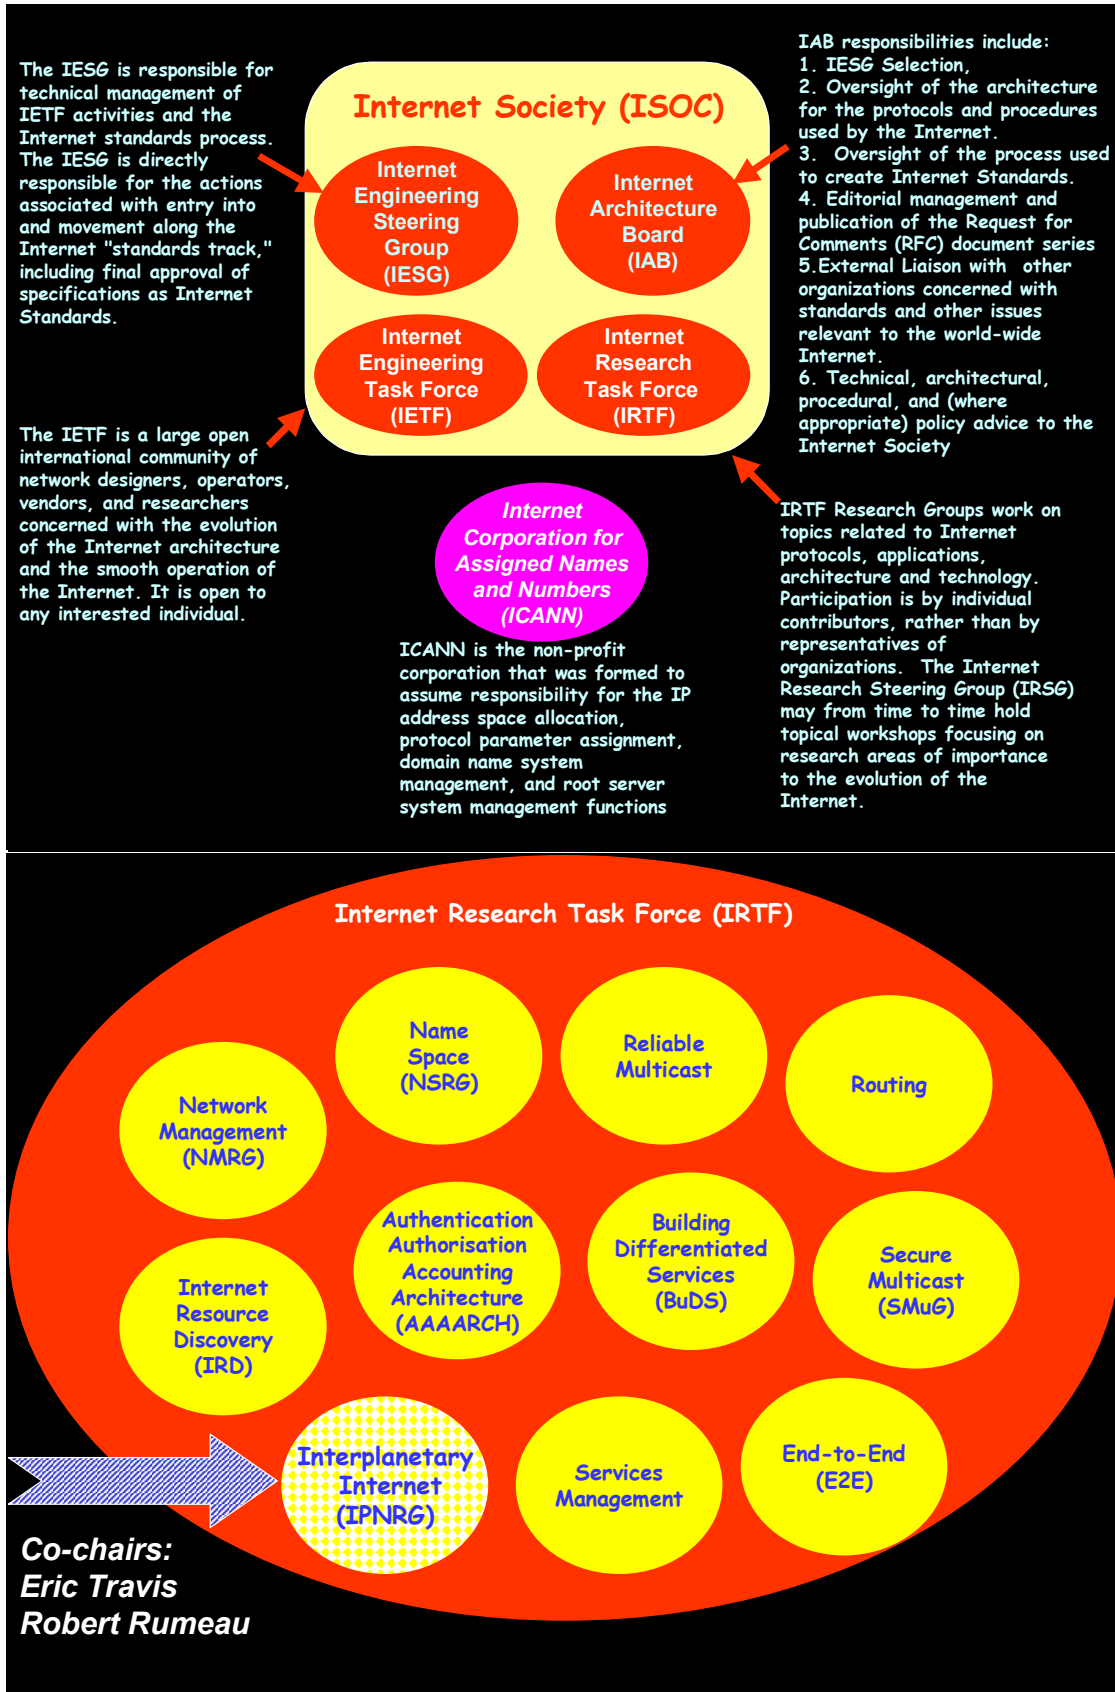 The IESG is responsible for
technical management of
IETF activities and the
Internet standards process.
The IESG is directly
responsible for the actions
associated with entry into
and movement along the
Internet "standards track,"
including final approval of
specifications as Internet
Standards.
Internet Society (ISOC)
Internet
Engineering
Steering
Group
(IESG)
Internet
Architecture
Board
(IAB)
Internet
Engineering
Task Force
(IETF)
Internet
Research
Task Force
(IRTF)
IAB responsibilities include:
1. IESG Selection,
2. Oversight of the architecture
for the protocols and procedures
used by the Internet.
3.  Oversight of the process used
to create Internet Standards.
4. Editorial management and
publication of the Request for
Comments (RFC) document series
5.External Liaison with  other
organizations concerned with
standards and other issues
relevant to the world-wide
Internet.
6. Technical, architectural,
procedural, and (where
appropriate) policy advice to the
Internet Society
The IETF is a large open
international community of
network designers, operators,
vendors, and researchers
concerned with the evolution
of the Internet architecture
and the smooth operation of
the Internet. It is open to
any interested individual.
Internet
Corporation for
Assigned Names
and Numbers
(ICANN)
ICANN is the non-profit
corporation that was formed to
assume responsibility for the IP
address space allocation,
protocol parameter assignment,
domain name system
management, and root server
system management functions
IRTF Research Groups work on
topics related to Internet
protocols, applications,
architecture and technology.
Participation is by individual
contributors, rather than by
representatives of
organizations.  The Internet
Research Steering Group (IRSG)
may from time to time hold
topical workshops focusing on
research areas of importance
to the evolution of the
Internet.
Internet Research Task Force (IRTF)
Name
Space
(NSRG)
Reliable
Multicast
Routing
Network
Management
(NMRG)
Authentication
Authorisation
Accounting
Architecture
(AAAARCH)
Building
Differentiated
Services
(BuDS)
Secure
Multicast
(SMuG)
Internet
Resource
Discovery
(IRD)
Interplanetary
Internet
(IPNRG)
Services
Management
End-to-End
(E2E)
Co-chairs:
Eric Travis
Robert Rumeau